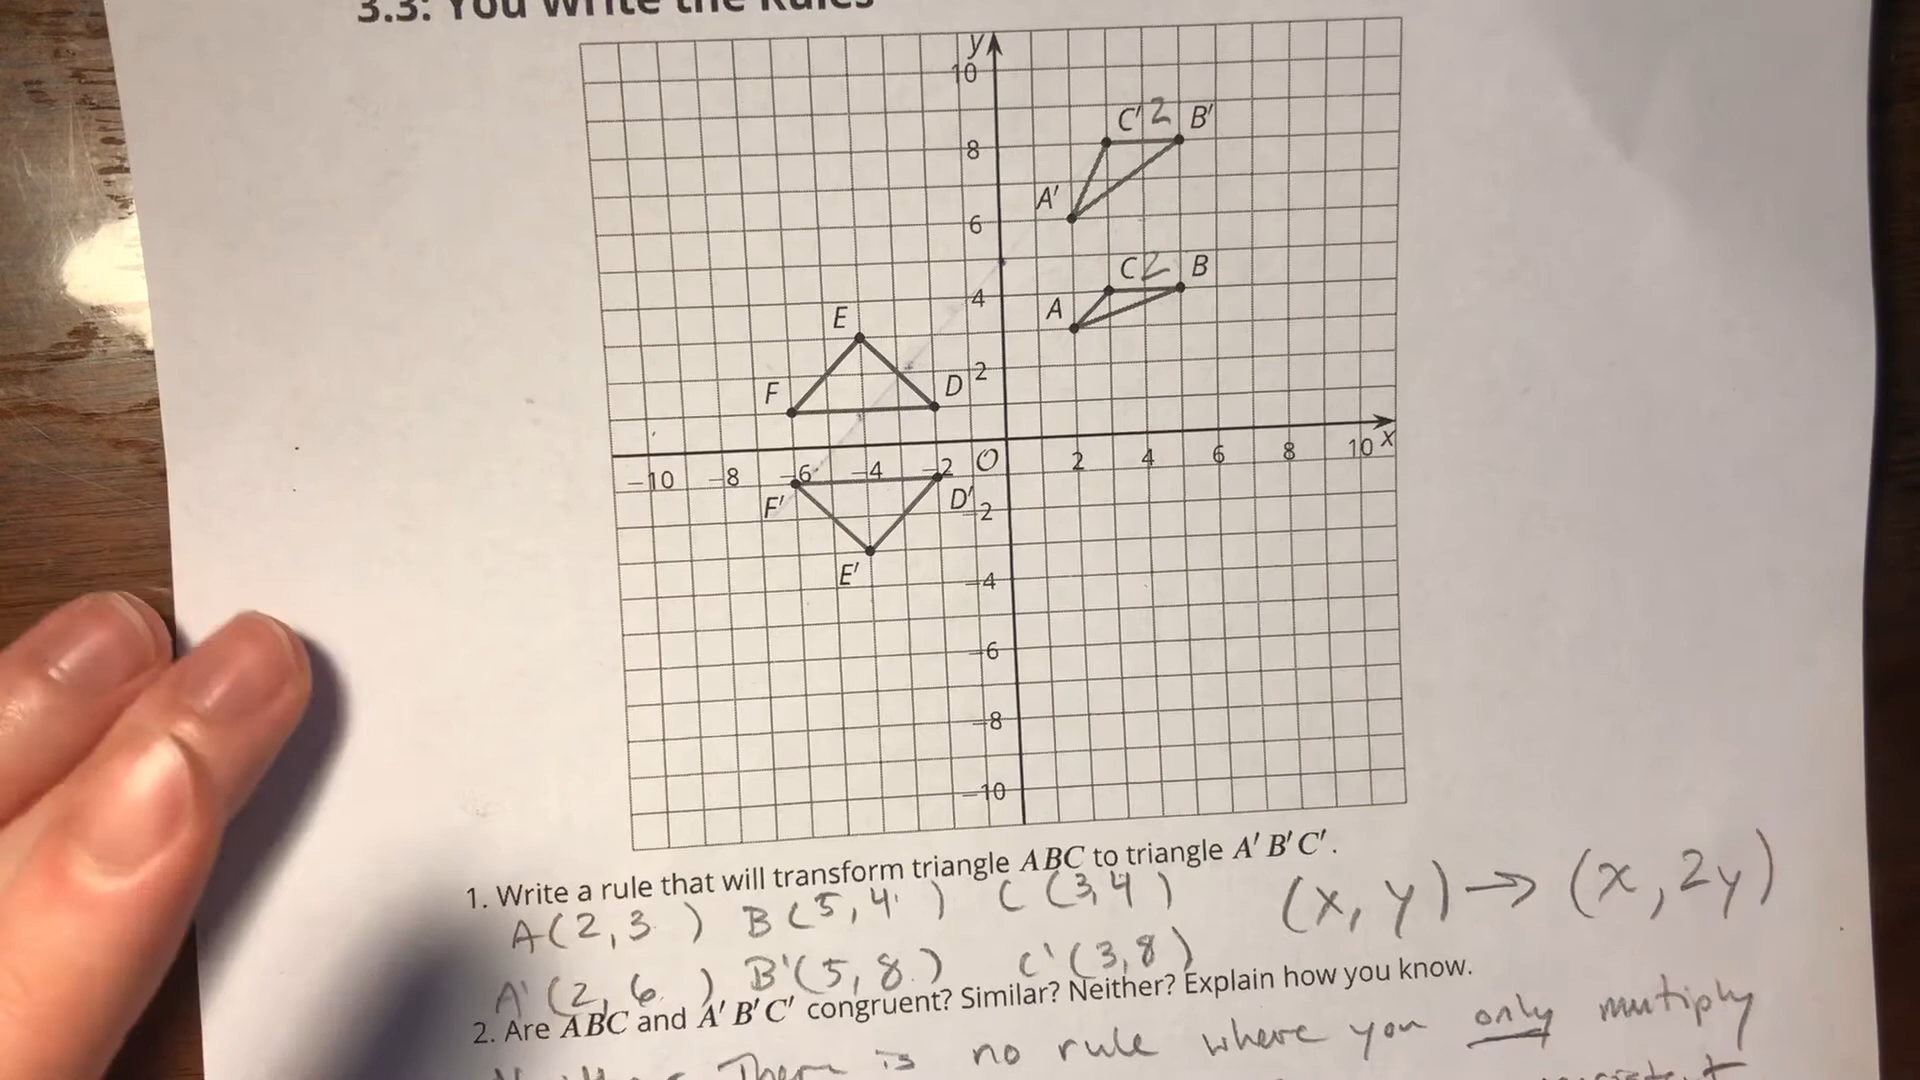 3.3: You Write the Rules
y
10
C' 2 B'
8
A'
6
C 2 B
4
A
E
2
F D
10 x
-10 -8 -6 -4 -2 O 2 4 6 8
F' D'
-2
E'
-4
-6
-8
-10
1. Write a rule that will transform triangle ABC to triangle A'B'C'.
A(2,3) B(5,4) C(3,4) (x,y)→(x,2y)
A'(2,6) B'(5,8) C'(3,8)
2. Are ABC and A'B'C' congruent? Similar? Neither? Explain how you know.
There is no rule where you only multiply